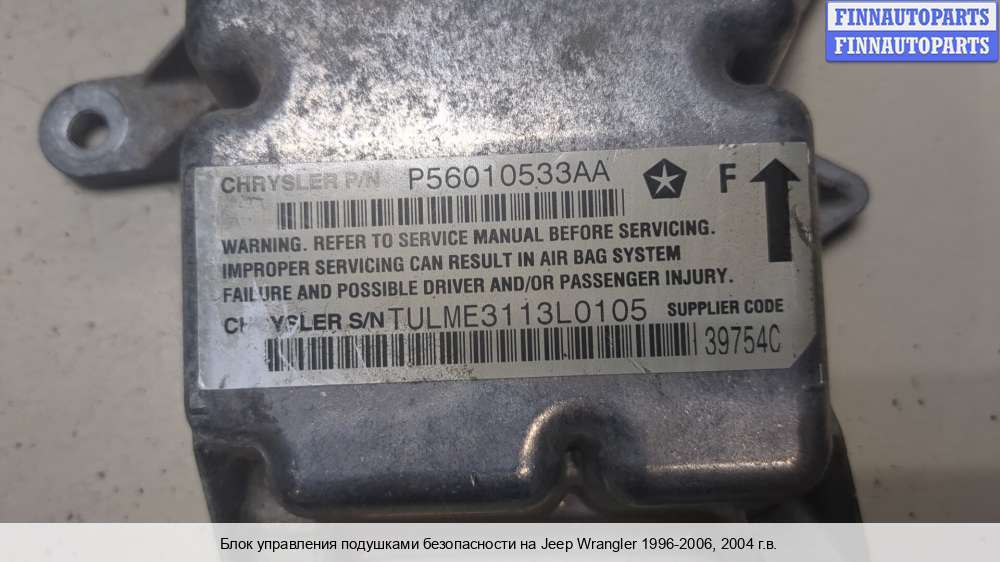 FINNAUTOPARTS
FINNAUTOPARTS
CHRYSLER P/N P56010533AA F
WARNING. REFER TO SERVICE MANUAL BEFORE SERVICING.
IMPROPER SERVICING CAN RESULT IN AIR BAG SYSTEM
FAILURE AND POSSIBLE DRIVER AND/OR PASSENGER INJURY.
CHRYSLER S/N TULME3113L0105 SUPPLIER CODE
39754C
Блок управления подушками безопасности на Jeep Wrangler 1996-2006, 2004 г.в.